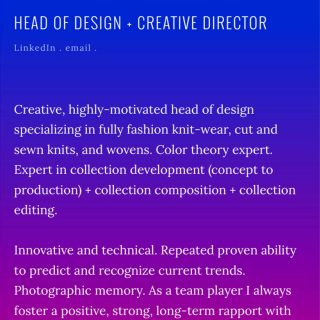 HEAD OF DESIGN + CREATIVE DIRECTOR
LinkedIn . email .
Creative, highly-motivated head of design
specializing in fully fashion knit-wear, cut and
sewn knits, and wovens. Color theory expert.
Expert in collection development (concept to
production) + collection composition + collection
editing.
Innovative and technical. Repeated proven ability
to predict and recognize current trends.
Photographic memory. As a team player I always
foster a positive, strong, long-term rapport with